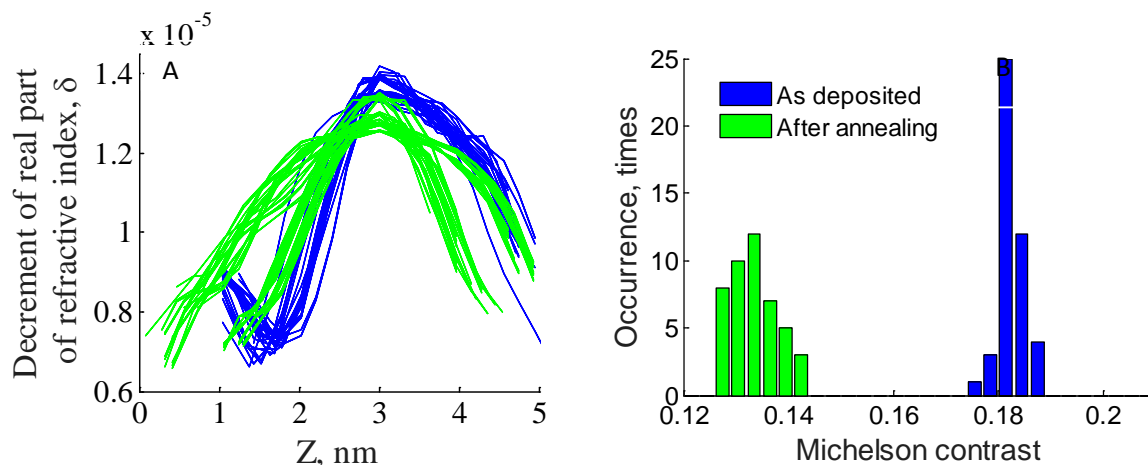 x 10⁻⁵
A
1.4
1.2
1
0.8
0.6
0
1
2
3
4
5
Decrement of real part
of refractive index, δ
Z, nm
B
25
20
15
10
5
0
As deposited
After annealing
Occurrence, times
0.12
0.14
0.16
0.18
0.2
Michelson contrast